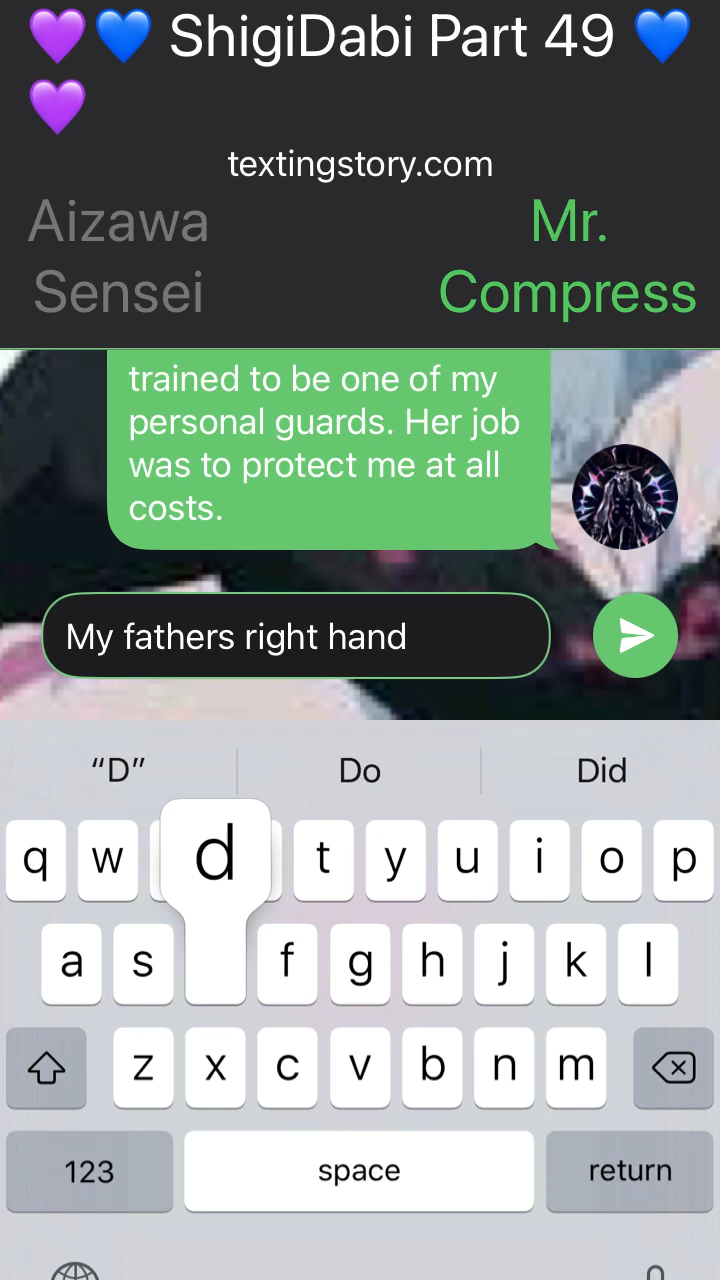 💜💙 ShigiDabi Part 49 💙
💜
textingstory.com
Aizawa Sensei
Mr. Compress
trained to be one of my
personal guards. Her job
was to protect me at all
costs.
My fathers right hand
“D” Do Did
q w d t y u i o p
a s f g h j k l
z x c v b n m
123 space return